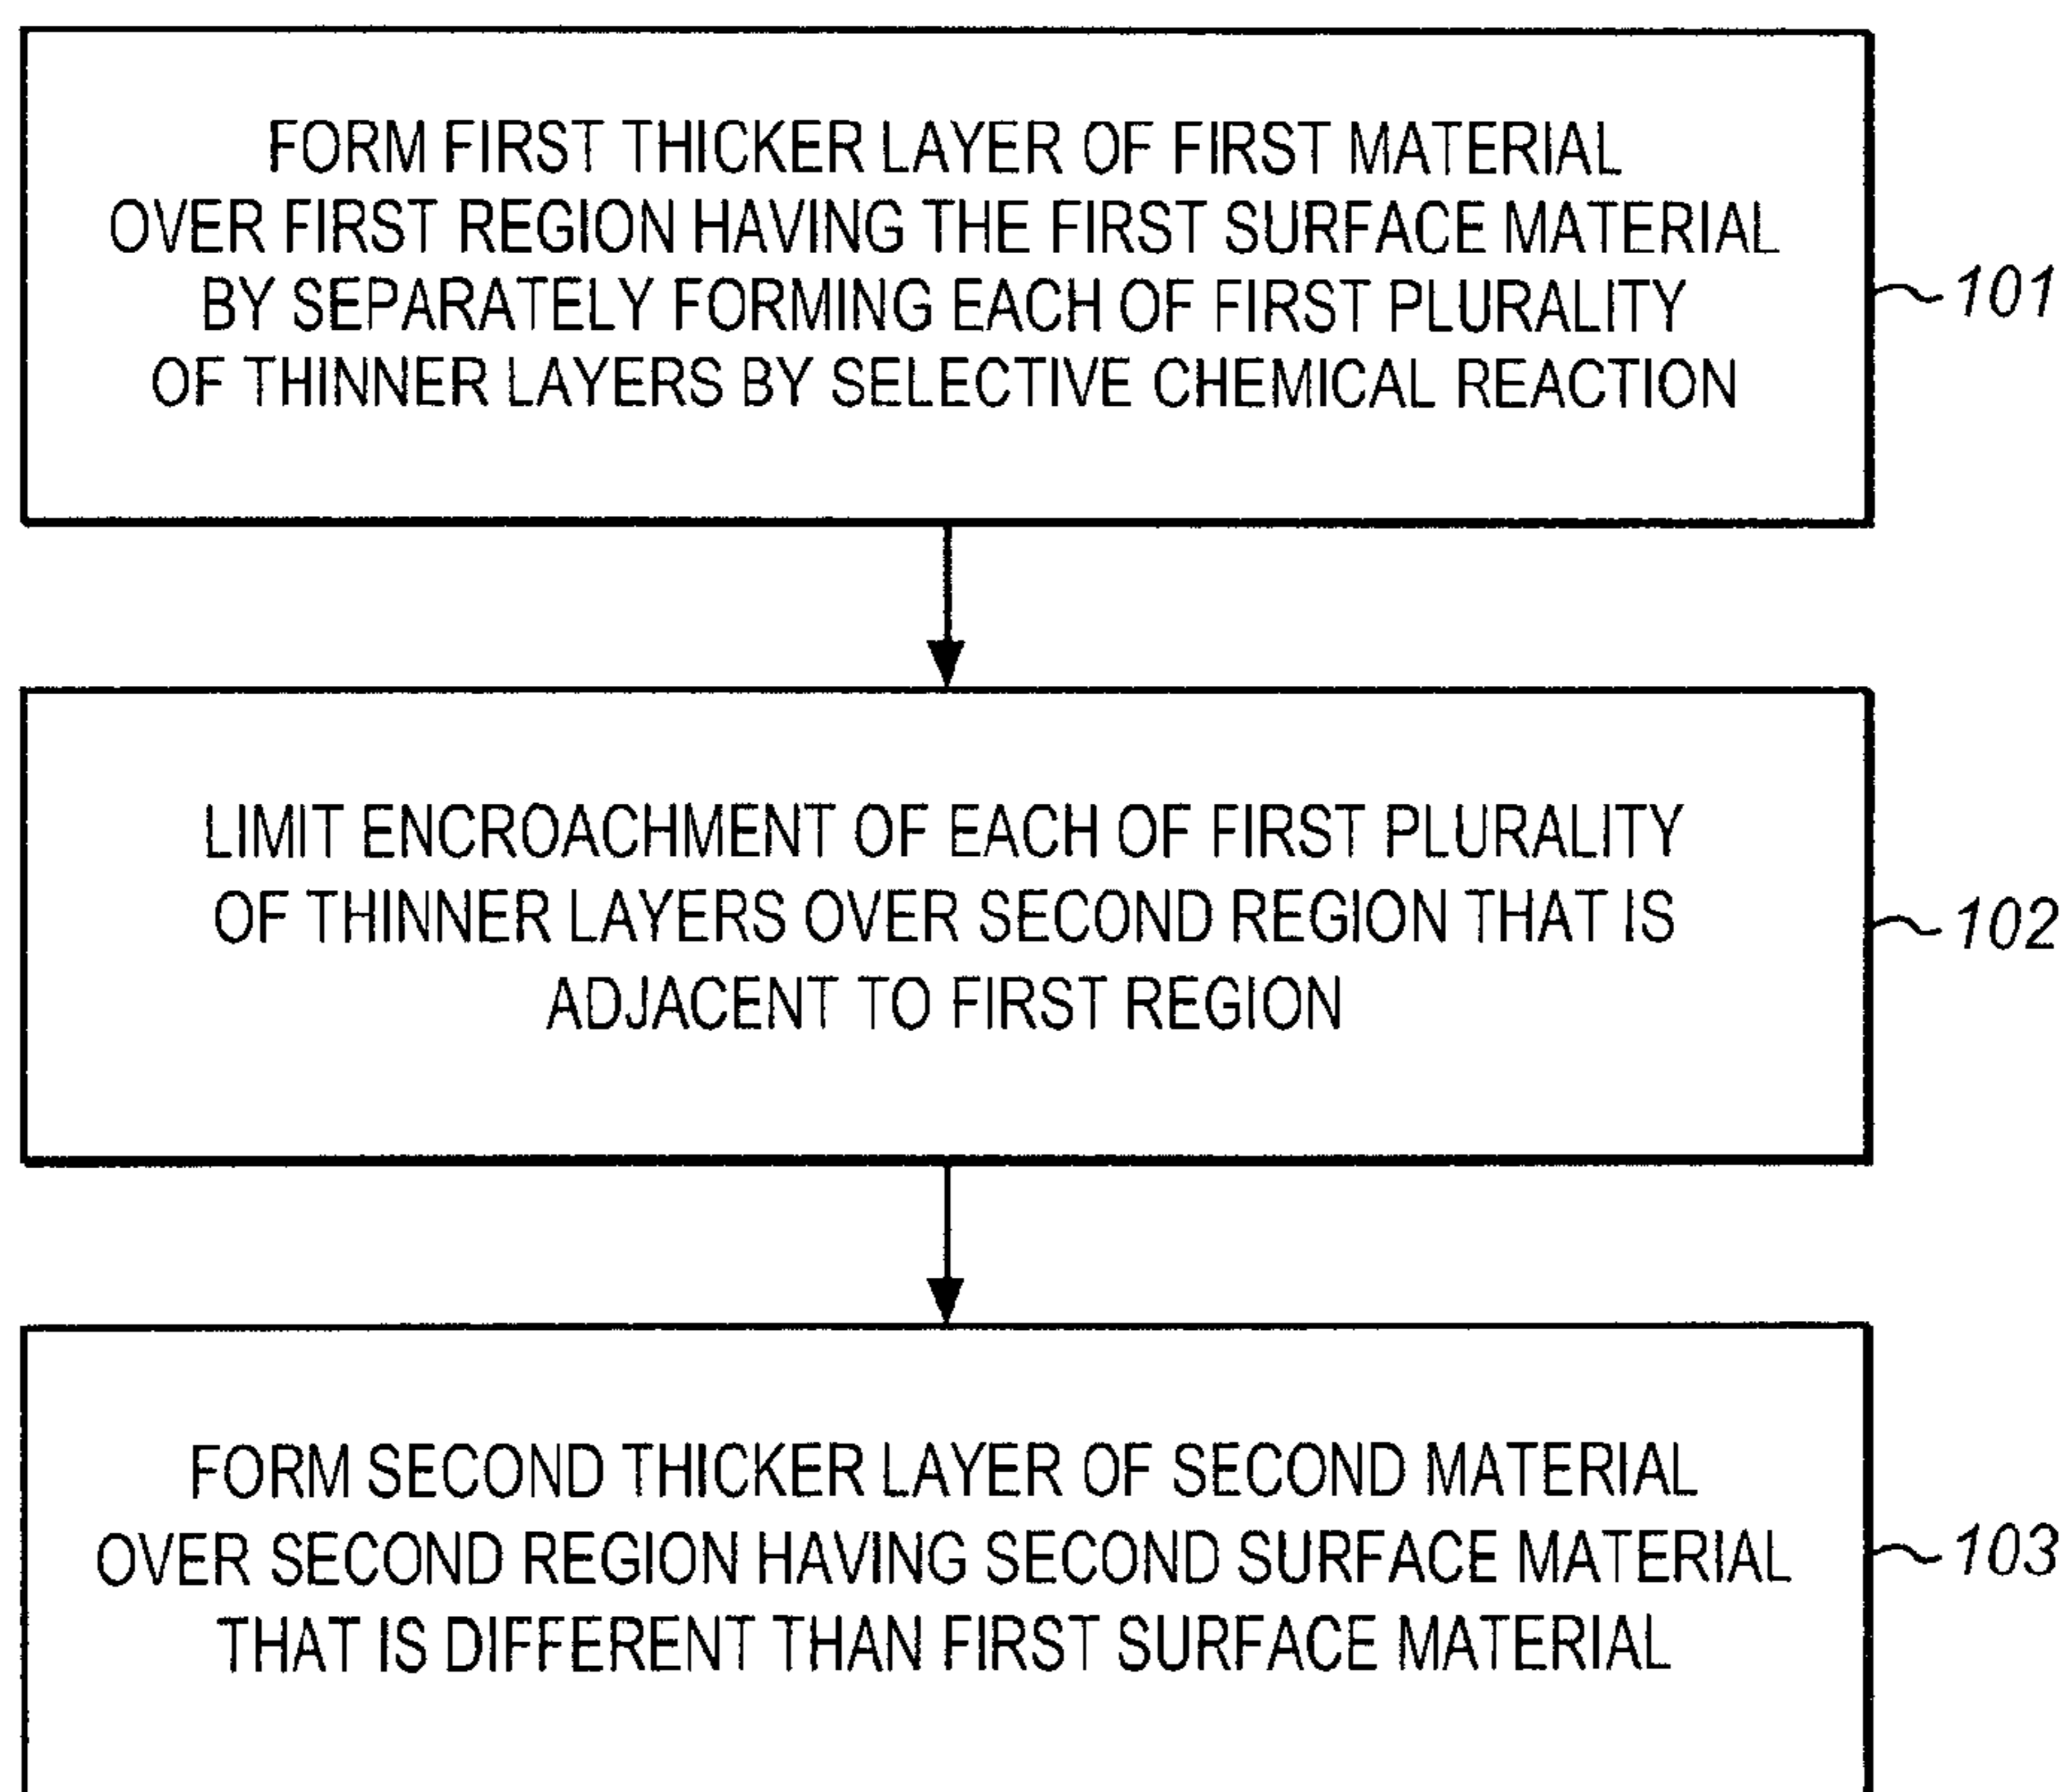 FORM FIRST THICKER LAYER OF FIRST MATERIAL
OVER FIRST REGION HAVING THE FIRST SURFACE MATERIAL
BY SEPARATELY FORMING EACH OF FIRST PLURALITY
OF THINNER LAYERS BY SELECTIVE CHEMICAL REACTION
101
LIMIT ENCROACHMENT OF EACH OF FIRST PLURALITY
OF THINNER LAYERS OVER SECOND REGION THAT IS
ADJACENT TO FIRST REGION
102
FORM SECOND THICKER LAYER OF SECOND MATERIAL
OVER SECOND REGION HAVING SECOND SURFACE MATERIAL
THAT IS DIFFERENT THAN FIRST SURFACE MATERIAL
103